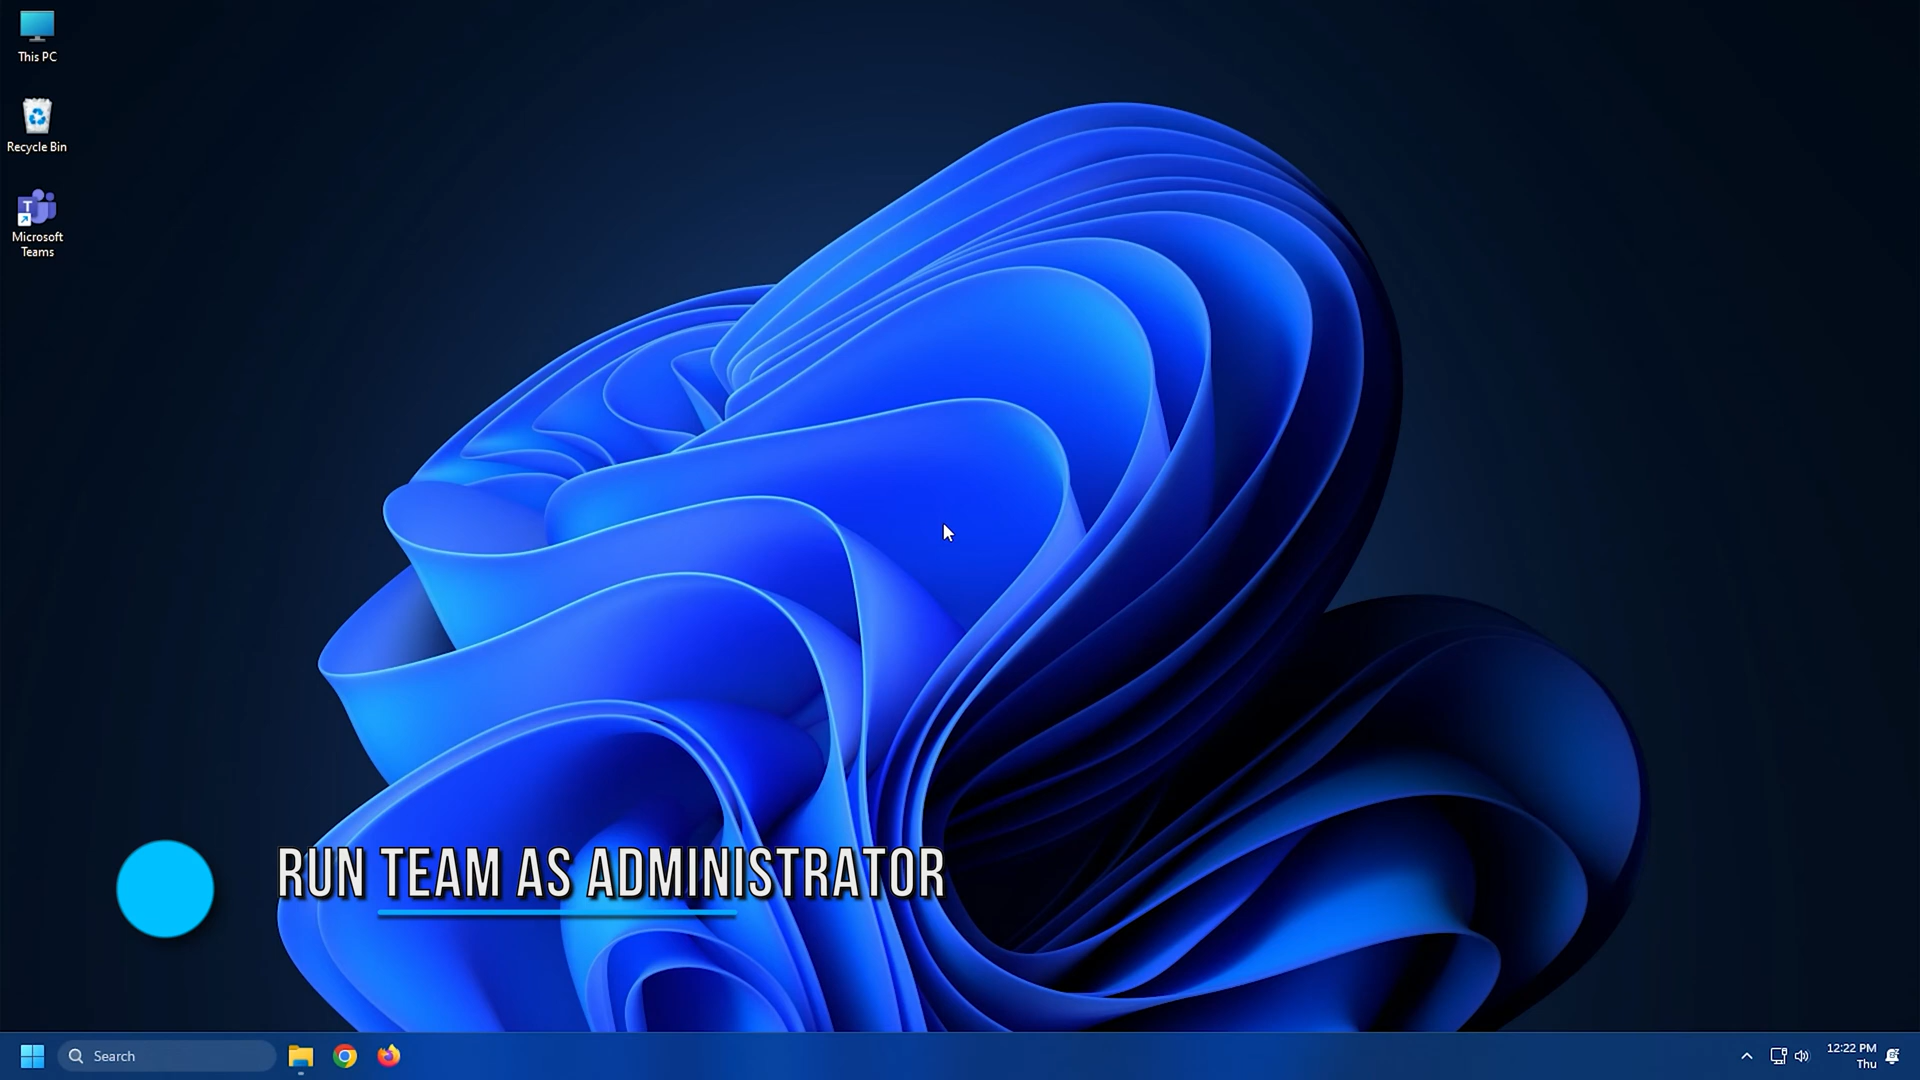 This PC
Recycle Bin
T
Microsoft
Teams
RUN TEAM AS ADMINISTRATOR
Search
12:22 PM
Thu